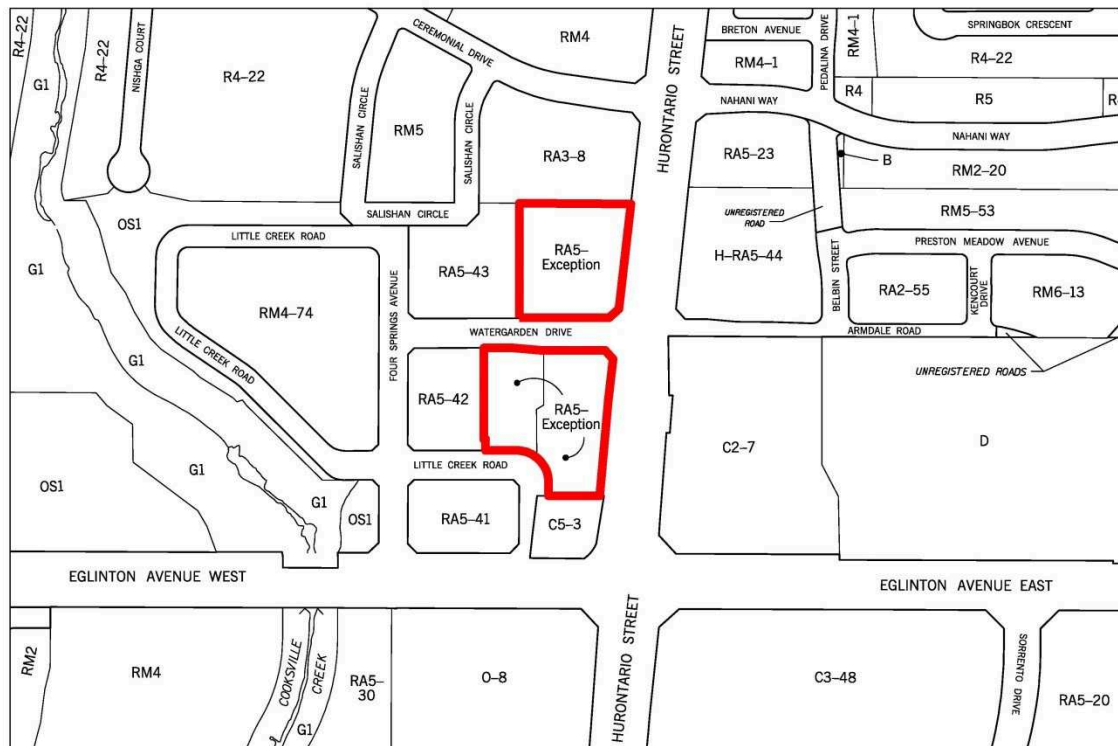 R4–22
G1
R4–22
NISHGA COURT
R4–22
CEREMONIAL DRIVE
RM4
HURONTARIO STREET
BRETON AVENUE
RM4–1
PEDALINA DRIVE
RM4–1
SPRINGBOK CRESCENT
R4–22
R4
R5
NAHANI WAY
NAHANI WAY
SALISHAN CIRCLE
RM5
SALISHAN CIRCLE
SALISHAN CIRCLE
RA3–8
RA5–23
B
RM2–20
UNREGISTERED
ROAD
RM5–53
OS1
LITTLE CREEK ROAD
G1
RA5–43
RA5–
Exception
H–RA5–44
BELBIN STREET
PRESTON MEADOW AVENUE
RA2–55
KENCOURT
DRIVE
RM6–13
RM4–74
FOUR SPRINGS AVENUE
WATERGARDEN DRIVE
ARMDALE ROAD
UNREGISTERED ROADS
LITTLE CREEK ROAD
G1
RA5–42
RA5–
Exception
C2–7
D
LITTLE CREEK ROAD
OS1
G1
G1
OS1
RA5–41
C5–3
EGLINTON AVENUE WEST
EGLINTON AVENUE EAST
RM2
RM4
COOKSVILLE
CREEK
G1
RA5–
30
O–8
HURONTARIO STREET
C3–48
SORRENTO DRIVE
RA5–20